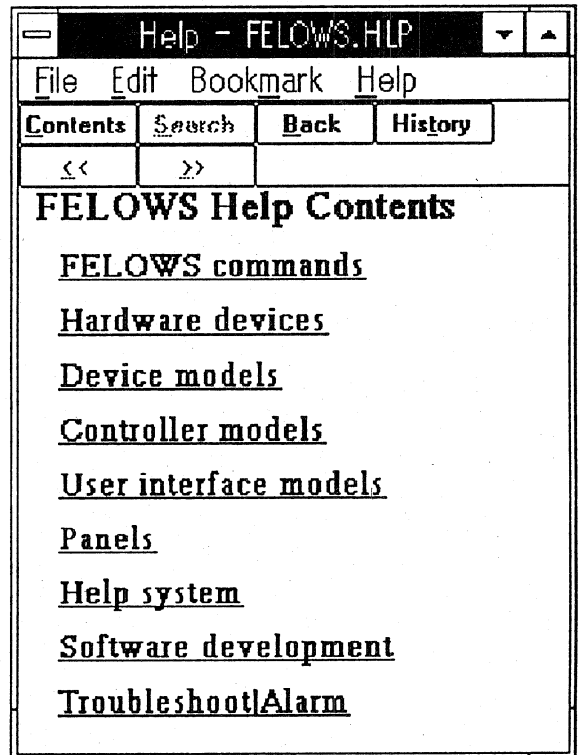 Help - FELOWS.HLP
File Edit Bookmark Help
Contents Search Back History
<< >>
FELOWS Help Contents
FELOWS commands
Hardware devices
Device models
Controller models
User interface models
Panels
Help system
Software development
Troubleshoot|Alarm